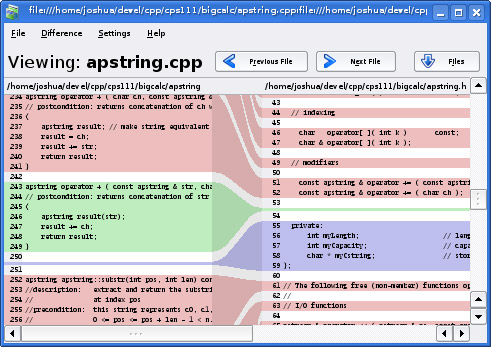 file:///home/joshua/devel/cpp/cps111/bigcalc/apstring.cpp:file:///home/joshua/devel/cp
File Difference Settings Help
Viewing: apstring.cpp Previous File Next File Files
/home/joshua/devel/cpp/cps111/bigcalc/apstring
234 apstring operator + ( char ch, const apstring & s
235 // postcondition: returns concatenation of ch w
236 {
237 apstring result; // make string equivalent
238 result = ch;
239 result += str;
240 return result;
241 }
242
243 apstring operator + ( const apstring & str, cha
244 // postcondition: returns concatenation of str
245 {
246 apstring result(str);
247 result += ch;
248 return result;
249 }
250
251
252 apstring apstring::substr(int pos, int len) con
253 //description: extract and return the substrin
254 // at index pos
255 //precondition: this string represents c0, c1,
256 0 <= pos <= pos + len - 1 < n.
/home/joshua/devel/cpp/cps111/bigcalc/apstring.h
43
44 // indexing
45
46 char operator[ ]( int k ) const;
47 char & operator[ ]( int k );
48
49 // modifiers
50
51 const apstring & operator += ( const apstri
52 const apstring & operator += ( char ch );
53
54
55 private:
56 int myLength; // leng
57 int myCapacity; // capa
58 char * myCstring; // stor
59 };
60
61 // The following free (non-member) functions op
62 //
63 // I/O functions
64